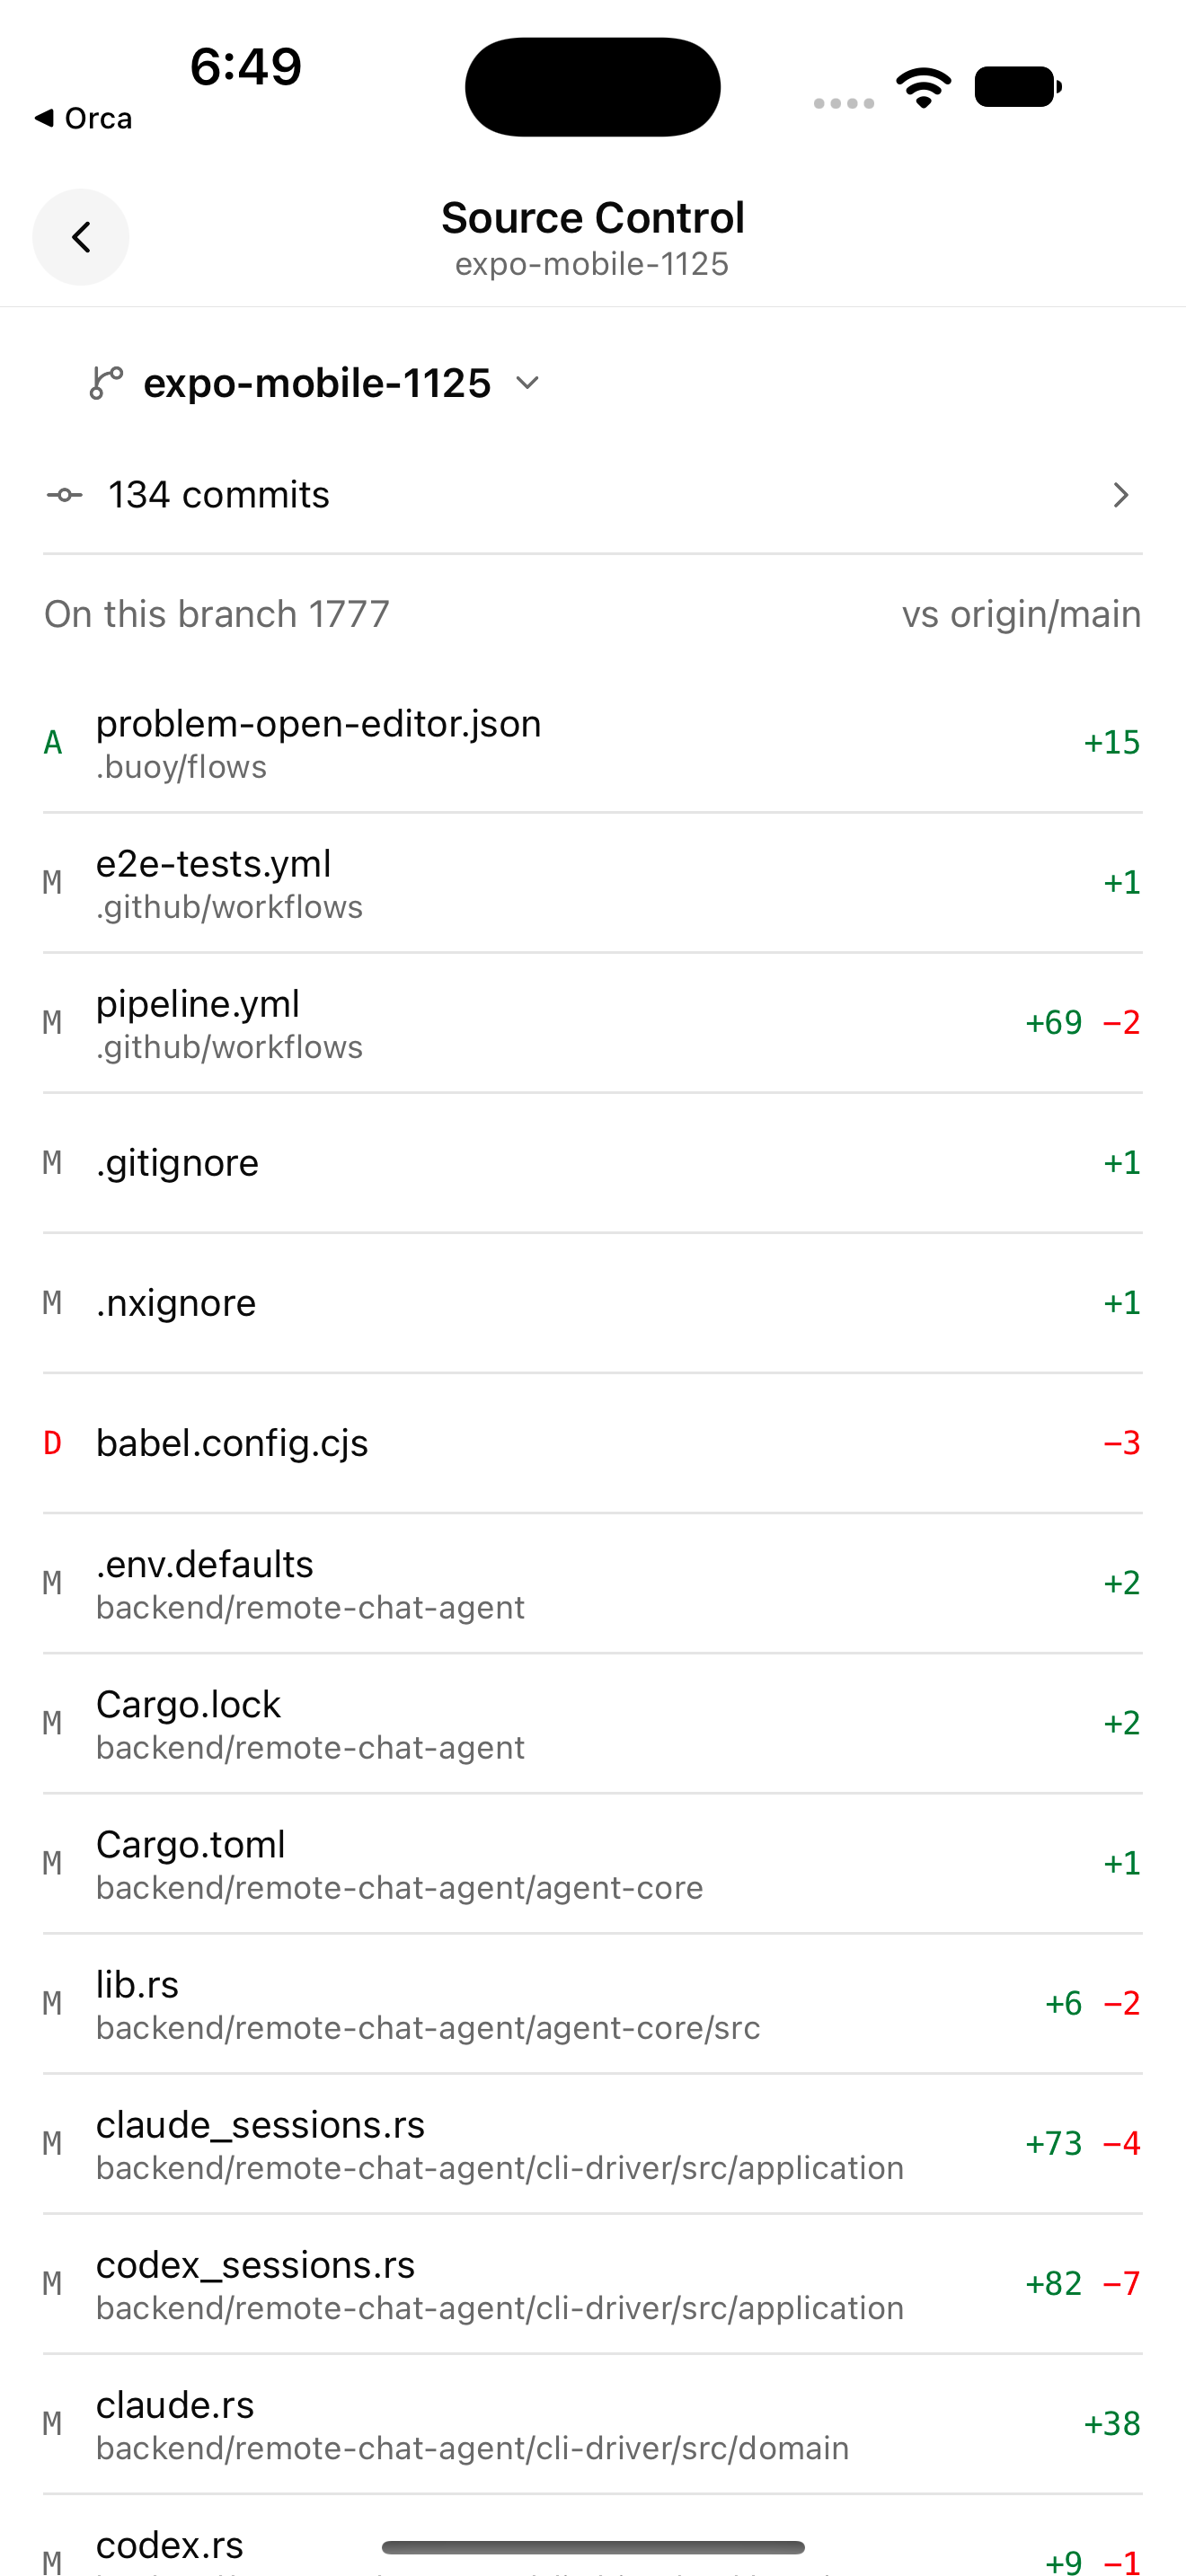 6:49
◀ Orca
Source Control
expo-mobile-1125
expo-mobile-1125
134 commits
On this branch 1777 vs origin/main
A problem-open-editor.json +15
.buoy/flows
M e2e-tests.yml +1
.github/workflows
M pipeline.yml +69 −2
.github/workflows
M .gitignore +1
M .nxignore +1
D babel.config.cjs −3
M .env.defaults +2
backend/remote-chat-agent
M Cargo.lock +2
backend/remote-chat-agent
M Cargo.toml +1
backend/remote-chat-agent/agent-core
M lib.rs +6 −2
backend/remote-chat-agent/agent-core/src
M claude_sessions.rs +73 −4
backend/remote-chat-agent/cli-driver/src/application
M codex_sessions.rs +82 −7
backend/remote-chat-agent/cli-driver/src/application
M claude.rs +38
backend/remote-chat-agent/cli-driver/src/domain
M codex.rs +9 −1